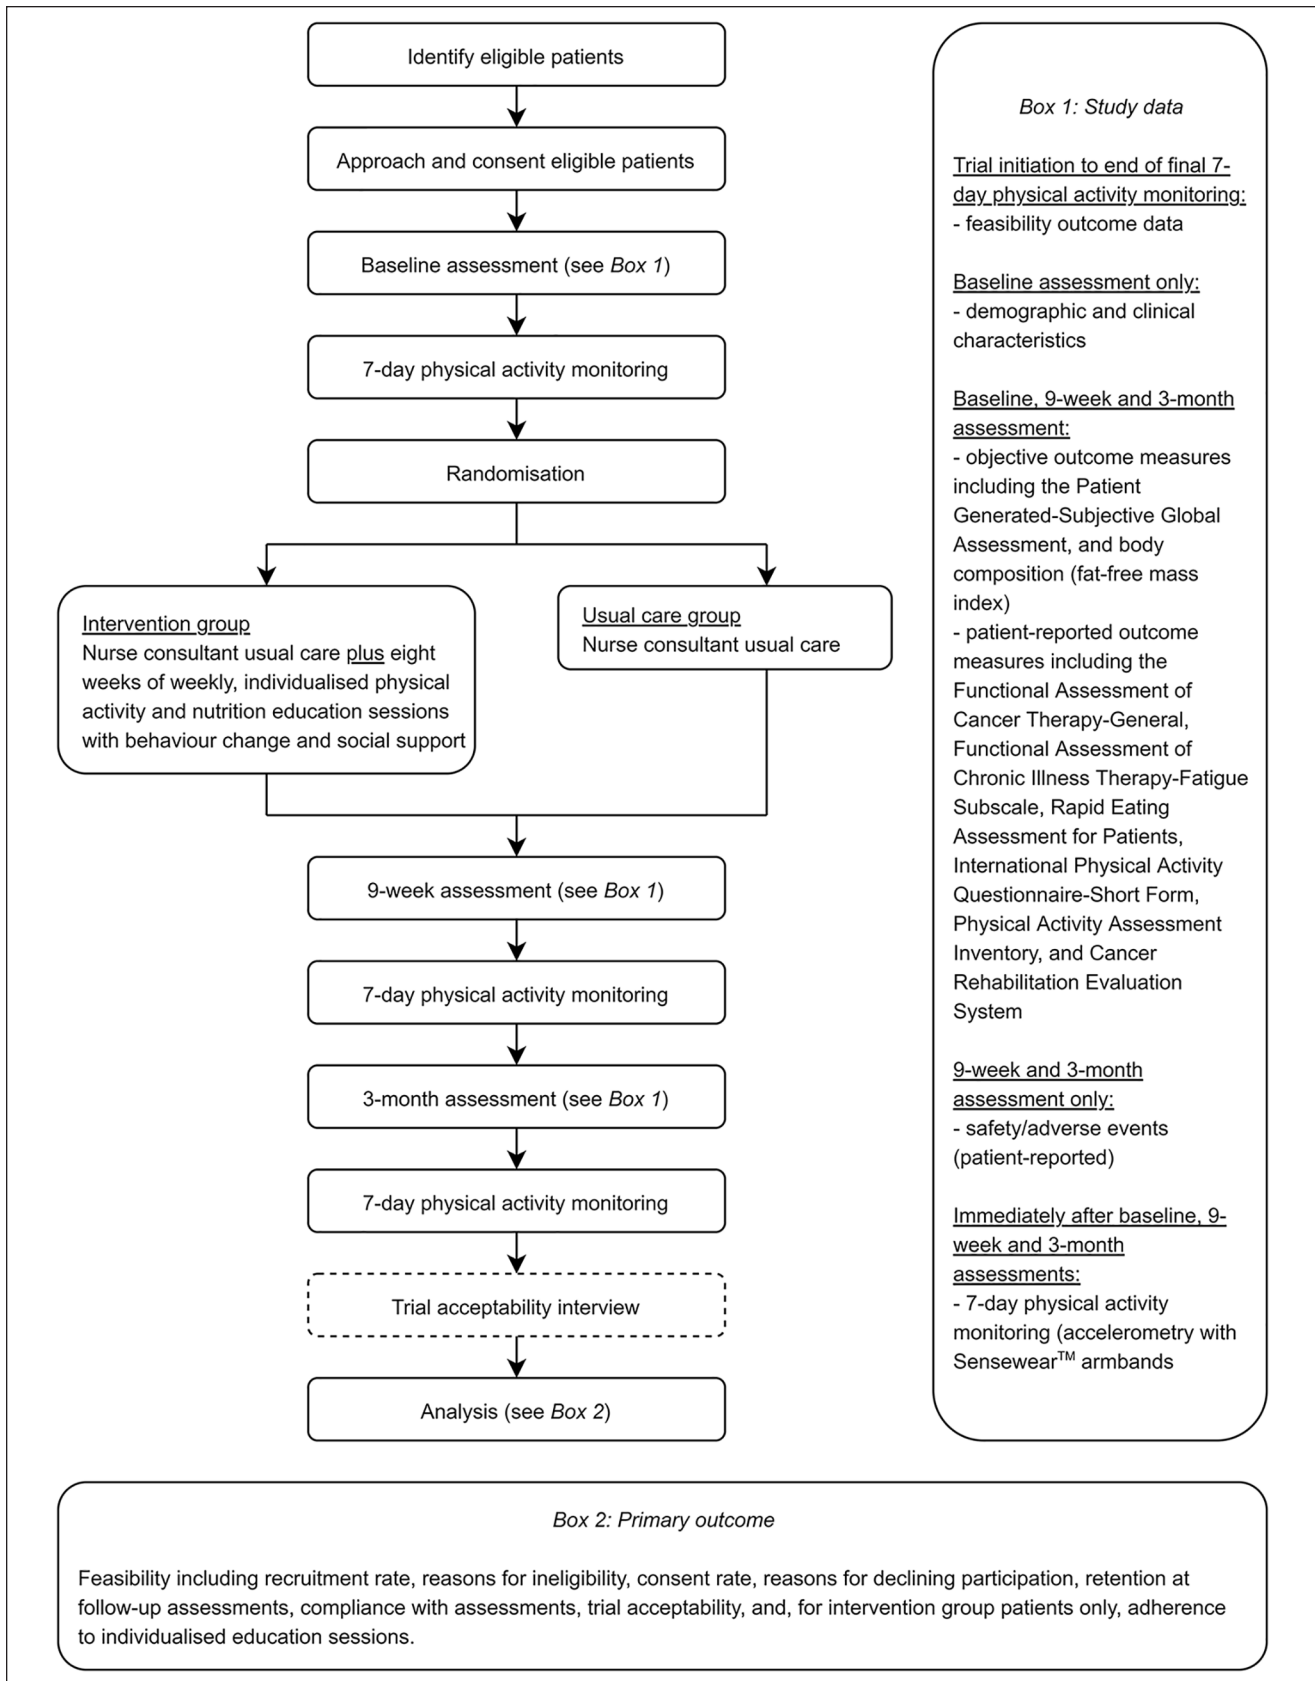 Identify eligible patients
Approach and consent eligible patients
Baseline assessment (see Box 1)
7-day physical activity monitoring
Randomisation
Intervention group
Nurse consultant usual care plus eight
weeks of weekly, individualised physical
activity and nutrition education sessions
with behaviour change and social support
Usual care group
Nurse consultant usual care
9-week assessment (see Box 1)
7-day physical activity monitoring
3-month assessment (see Box 1)
7-day physical activity monitoring
Trial acceptability interview
Analysis (see Box 2)
Box 1: Study data
Trial initiation to end of final 7-
day physical activity monitoring:
- feasibility outcome data
Baseline assessment only:
- demographic and clinical
characteristics
Baseline, 9-week and 3-month
assessment:
- objective outcome measures
including the Patient
Generated-Subjective Global
Assessment, and body
composition (fat-free mass
index)
- patient-reported outcome
measures including the
Functional Assessment of
Cancer Therapy-General,
Functional Assessment of
Chronic Illness Therapy-Fatigue
Subscale, Rapid Eating
Assessment for Patients,
International Physical Activity
Questionnaire-Short Form,
Physical Activity Assessment
Inventory, and Cancer
Rehabilitation Evaluation
System
9-week and 3-month
assessment only:
- safety/adverse events
(patient-reported)
Immediately after baseline, 9-
week and 3-month
assessments:
- 7-day physical activity
monitoring (accelerometry with
Sensewear™ armbands
Box 2: Primary outcome
Feasibility including recruitment rate, reasons for ineligibility, consent rate, reasons for declining participation, retention at
follow-up assessments, compliance with assessments, trial acceptability, and, for intervention group patients only, adherence
to individualised education sessions.